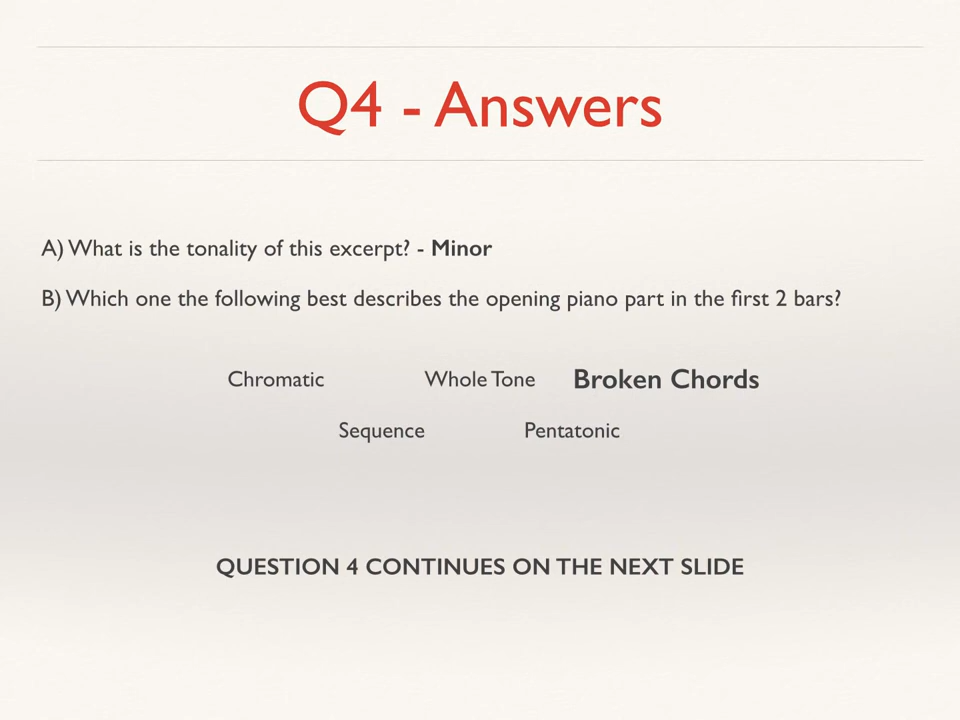 Q4 - Answers
A) What is the tonality of this excerpt? - Minor
B) Which one the following best describes the opening piano part in the first 2 bars?
Chromatic Whole Tone Broken Chords
Sequence Pentatonic
QUESTION 4 CONTINUES ON THE NEXT SLIDE